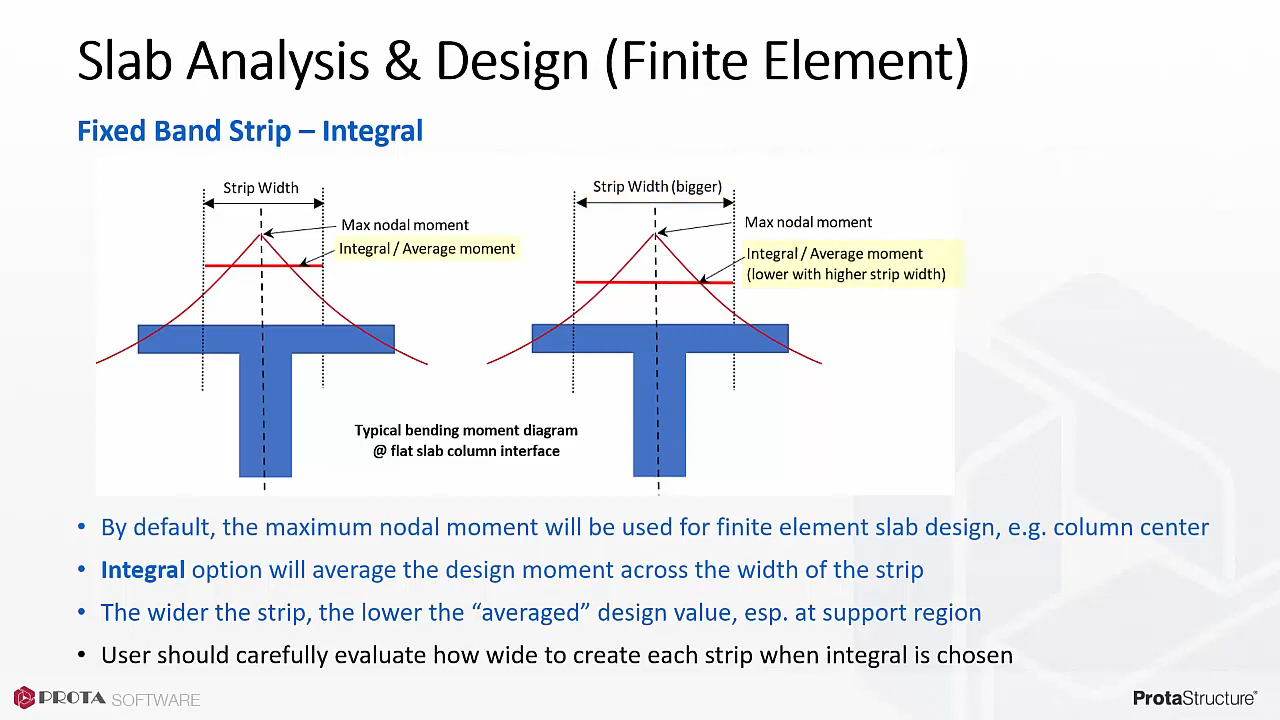 Slab Analysis & Design (Finite Element)
Fixed Band Strip – Integral
Strip Width
Max nodal moment
Integral / Average moment
Strip Width (bigger)
Max nodal moment
Integral / Average moment
(lower with higher strip width)
Typical bending moment diagram
@ flat slab column interface
• By default, the maximum nodal moment will be used for finite element slab design, e.g. column center
• Integral option will average the design moment across the width of the strip
• The wider the strip, the lower the “averaged” design value, esp. at support region
• User should carefully evaluate how wide to create each strip when integral is chosen
PROTA SOFTWARE
ProtaStructure®